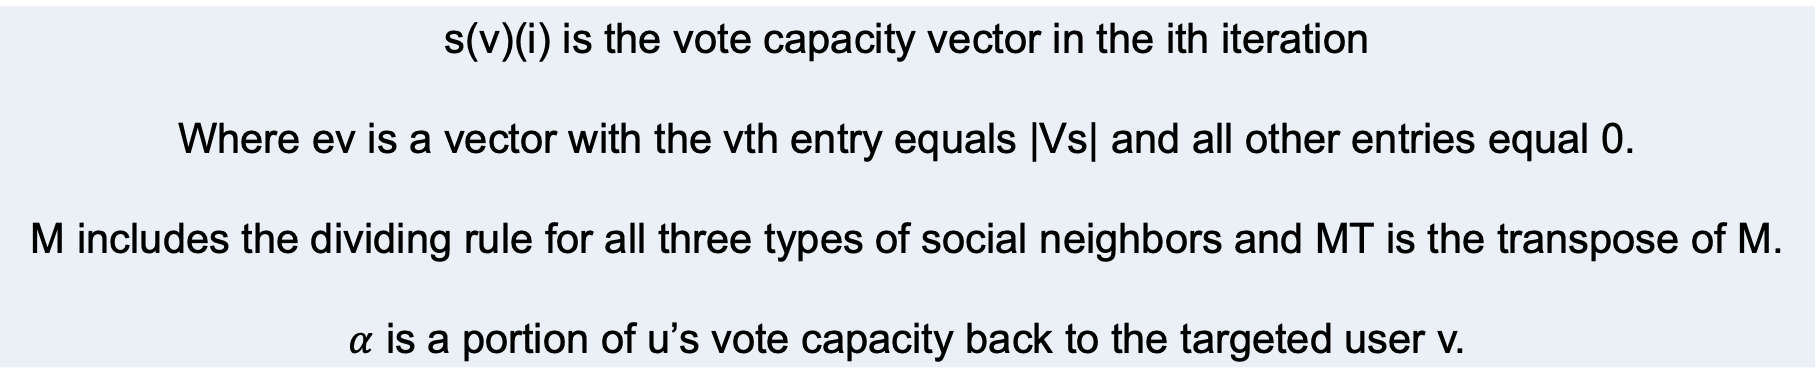 s(v)(i) is the vote capacity vector in the ith iteration
Where ev is a vector with the vth entry equals |Vs| and all other entries equal 0.
M includes the dividing rule for all three types of social neighbors and MT is the transpose of M.
𝛼 is a portion of u’s vote capacity back to the targeted user v.